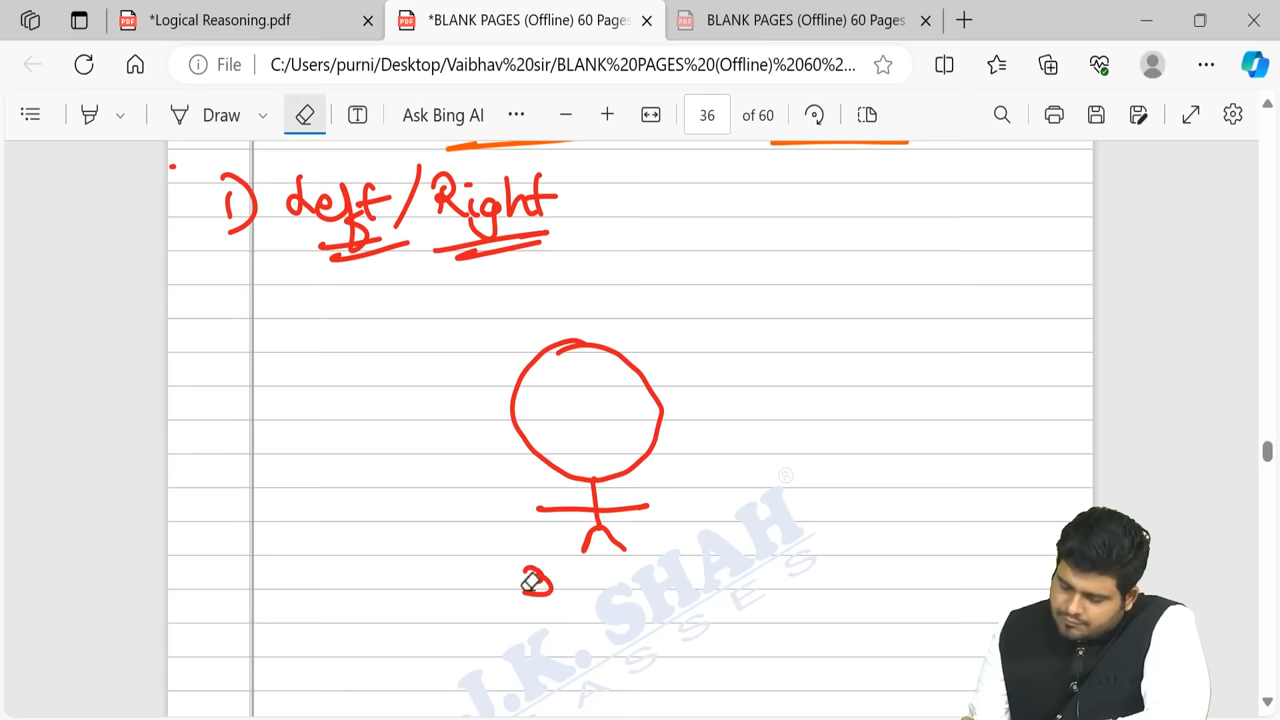 *Logical Reasoning.pdf
*BLANK PAGES (Offline) 60 Pages
BLANK PAGES (Offline) 60 Pages
File
C:/Users/purni/Desktop/Vaibhav%20sir/BLANK%20PAGES%20(Offline)%2060%2...
Draw
Ask Bing AI
36
of 60
1) Left / Right
J.K. SHAH ®
CLASSES